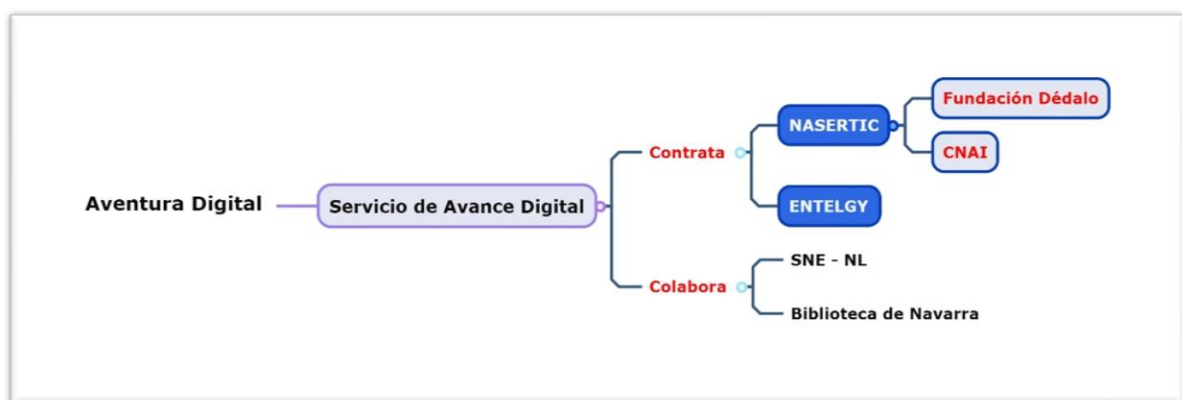 Aventura Digital
Servicio de Avance Digital
Contrata
NASERTIC
Fundación Dédalo
CNAI
ENTELGY
Colabora
SNE - NL
Biblioteca de Navarra